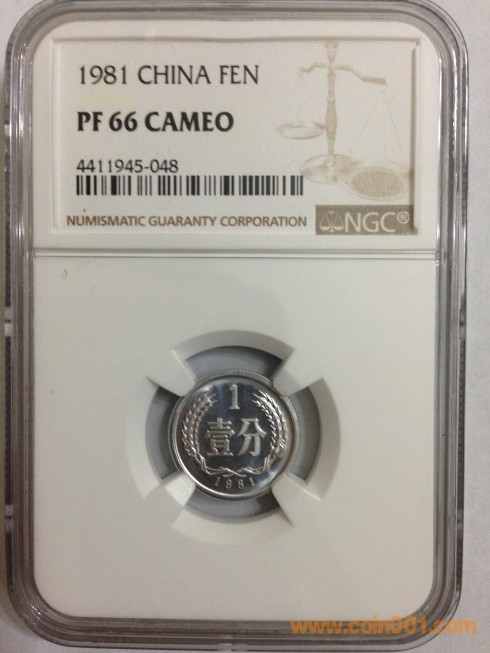 1981 CHINA FEN
PF 66 CAMEO
4411945-048
NUMISMATIC GUARANTY CORPORATION
NGC®
1
壹分
1981
www.coin001.com